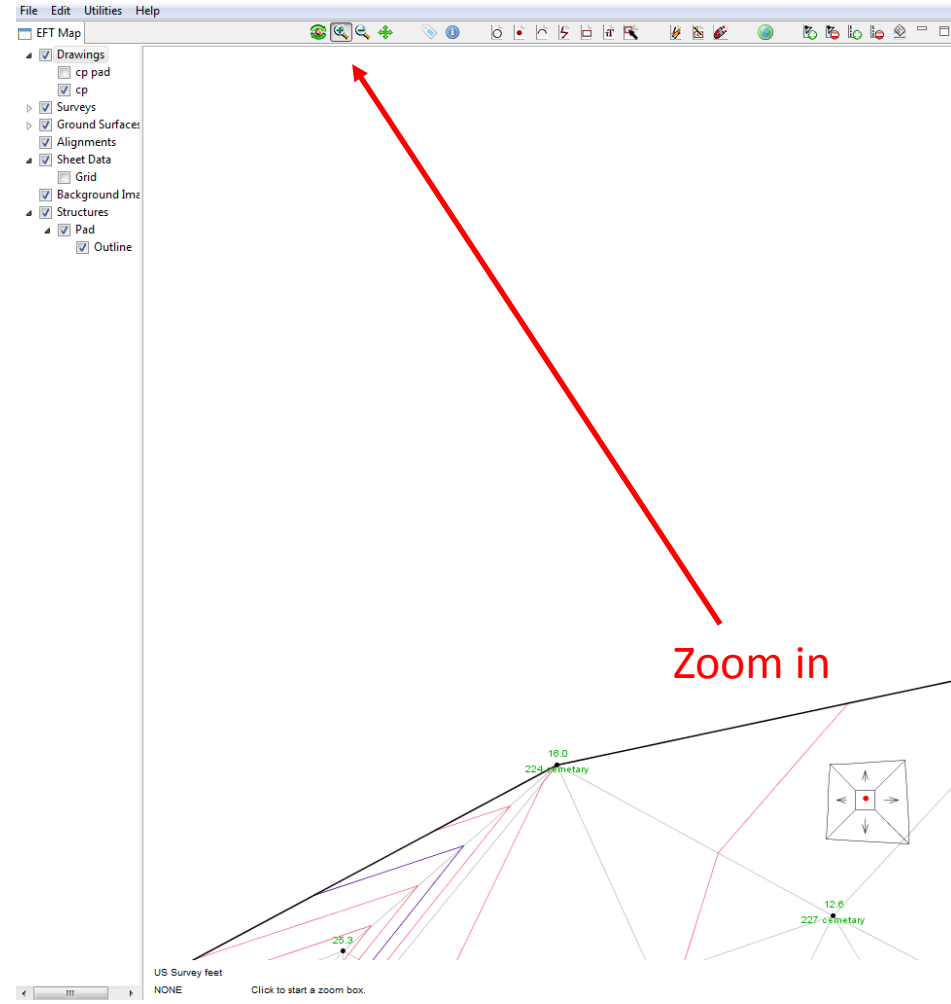 File Edit Utilities Help
EFT Map
Drawings
cp pad
cp
Surveys
Ground Surfaces
Alignments
Sheet Data
Grid
Background Ima
Structures
Pad
Outline
Zoom in
16.0
224 cemetary
12.6
227 cemetary
25.3
US Survey feet
NONE Click to start a zoom box.